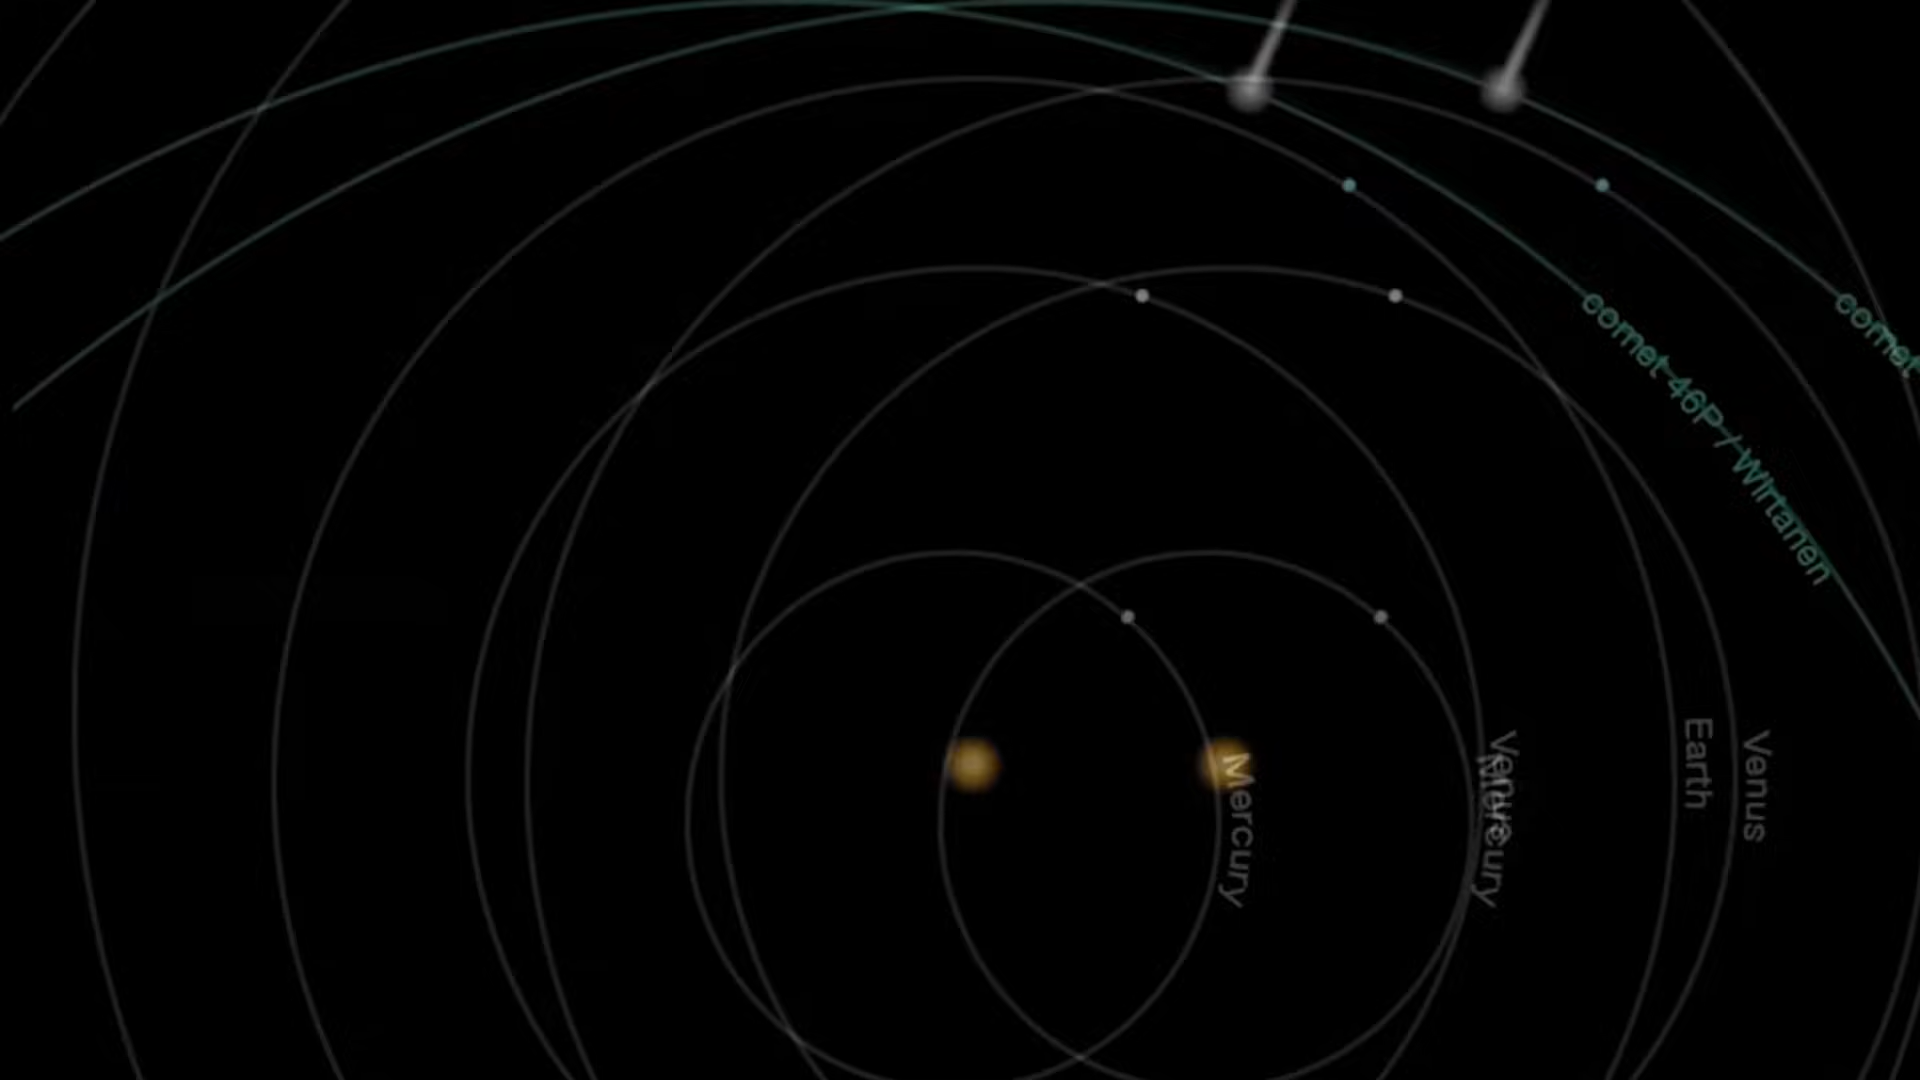 comet 46P / Wirtanen
comet
Mercury
Venus
Mercury
Earth
Venus